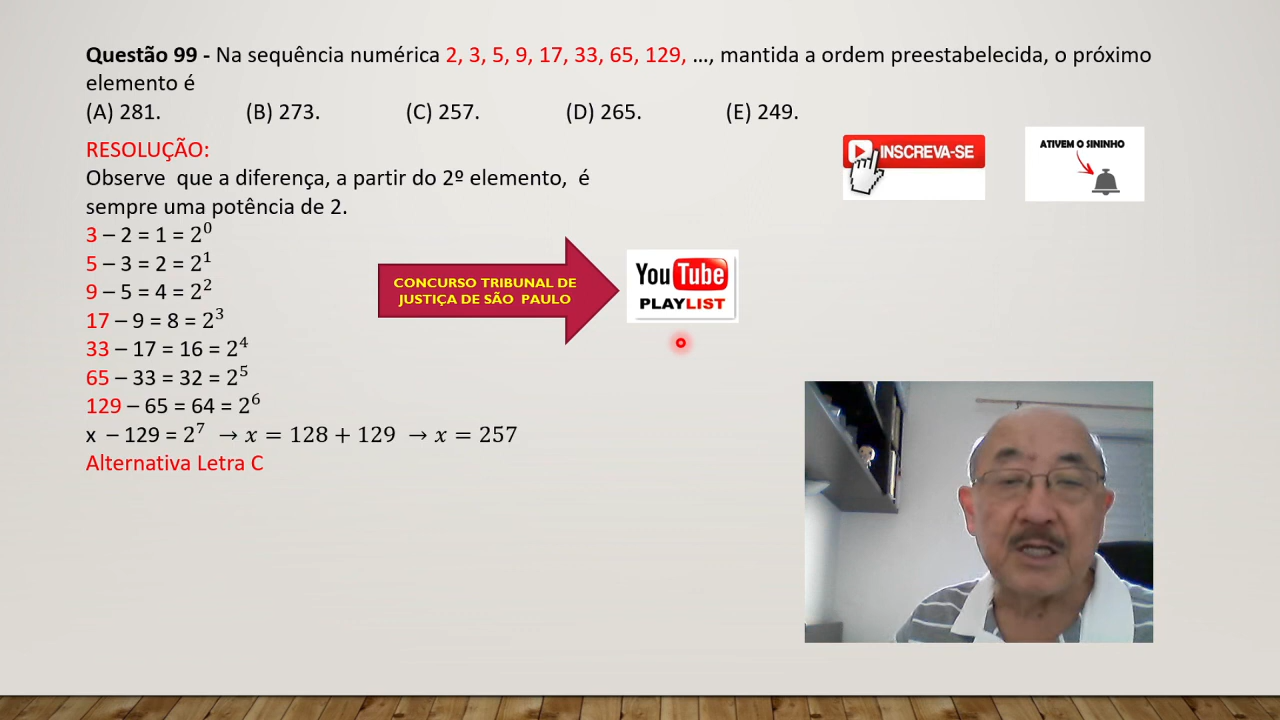 Questão 99 - Na sequência numérica 2, 3, 5, 9, 17, 33, 65, 129, ..., mantida a ordem preestabelecida, o próximo
elemento é
(A) 281. (B) 273. (C) 257. (D) 265. (E) 249.
RESOLUÇÃO:
Observe que a diferença, a partir do 2º elemento, é
sempre uma potência de 2.
3 – 2 = 1 = 2⁰
5 – 3 = 2 = 2¹
9 – 5 = 4 = 2²
17 – 9 = 8 = 2³
33 – 17 = 16 = 2⁴
65 – 33 = 32 = 2⁵
129 – 65 = 64 = 2⁶
x – 129 = 2⁷ → x = 128 + 129 → x = 257
Alternativa Letra C
INSCREVA-SE
ATIVEM O SININHO
CONCURSO TRIBUNAL DE
JUSTIÇA DE SÃO PAULO
YouTube
PLAYLIST